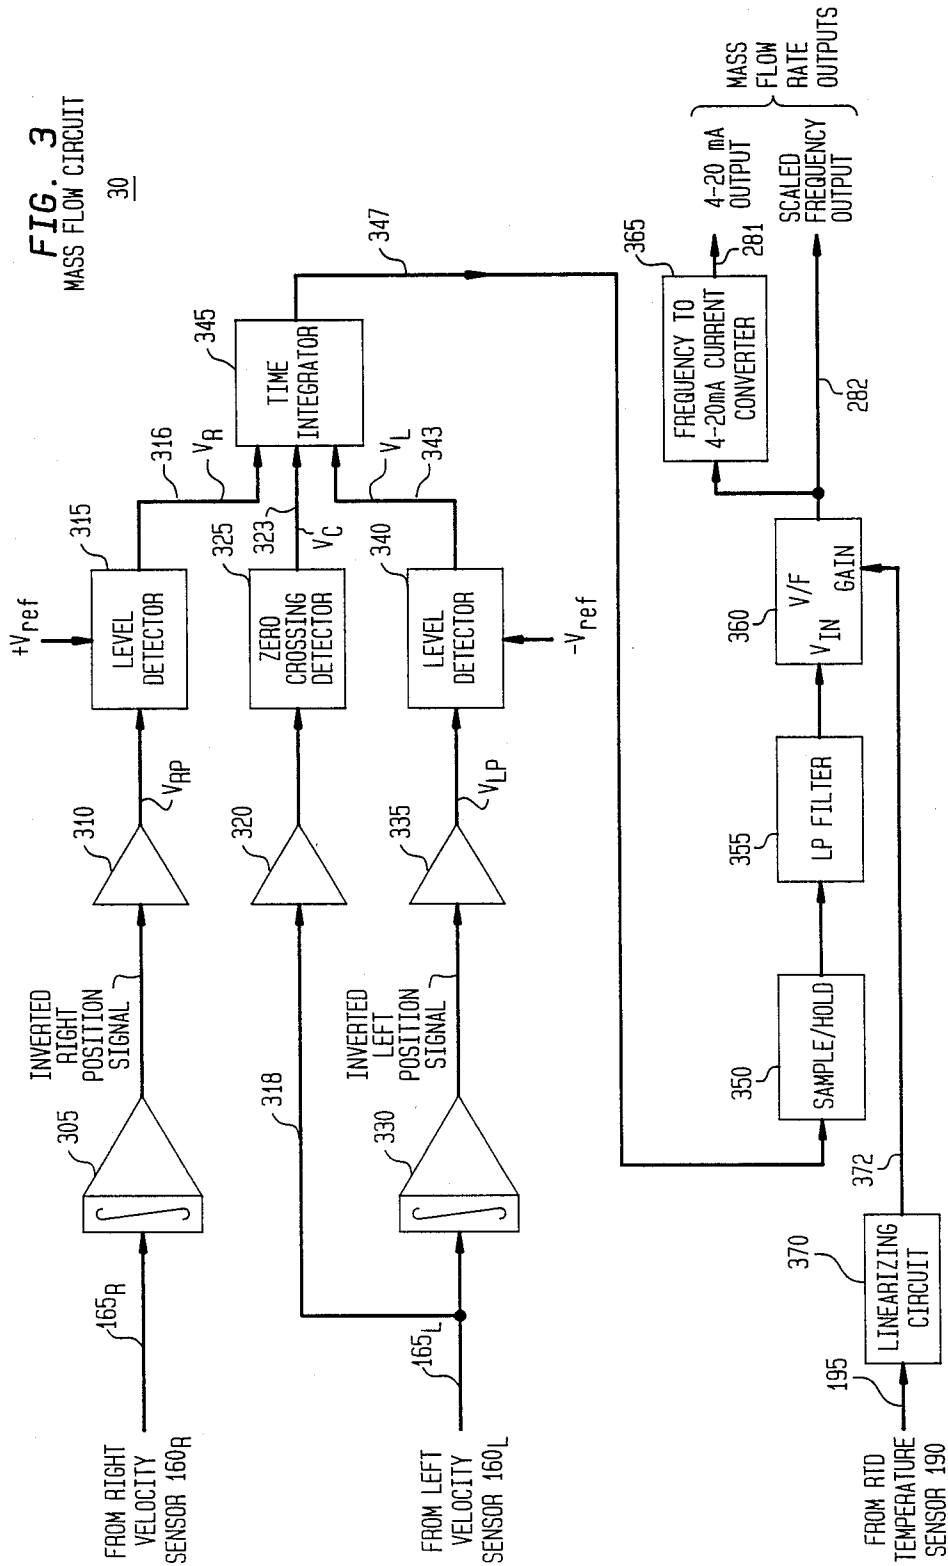 FIG. 3
MASS FLOW CIRCUIT
30
FROM RIGHT
VELOCITY
SENSOR 160R
165R
305
INVERTED
RIGHT
POSITION
SIGNAL
310
VRP
+Vref
315
LEVEL
DETECTOR
316
VR
318
320
325
ZERO
CROSSING
DETECTOR
323
VC
345
TIME
INTEGRATOR
347
FROM LEFT
VELOCITY
SENSOR 160L
165L
330
INVERTED
LEFT
POSITION
SIGNAL
335
VLP
340
LEVEL
DETECTOR
-Vref
VL
343
350
SAMPLE/HOLD
355
LP FILTER
360
V/F
VIN
GAIN
365
FREQUENCY TO
4-20mA CURRENT
CONVERTER
281
4-20 mA
OUTPUT
282
SCALED
FREQUENCY
OUTPUT
MASS
FLOW
RATE
OUTPUTS
FROM RTD
TEMPERATURE
SENSOR 190
195
370
LINEARIZING
CIRCUIT
372